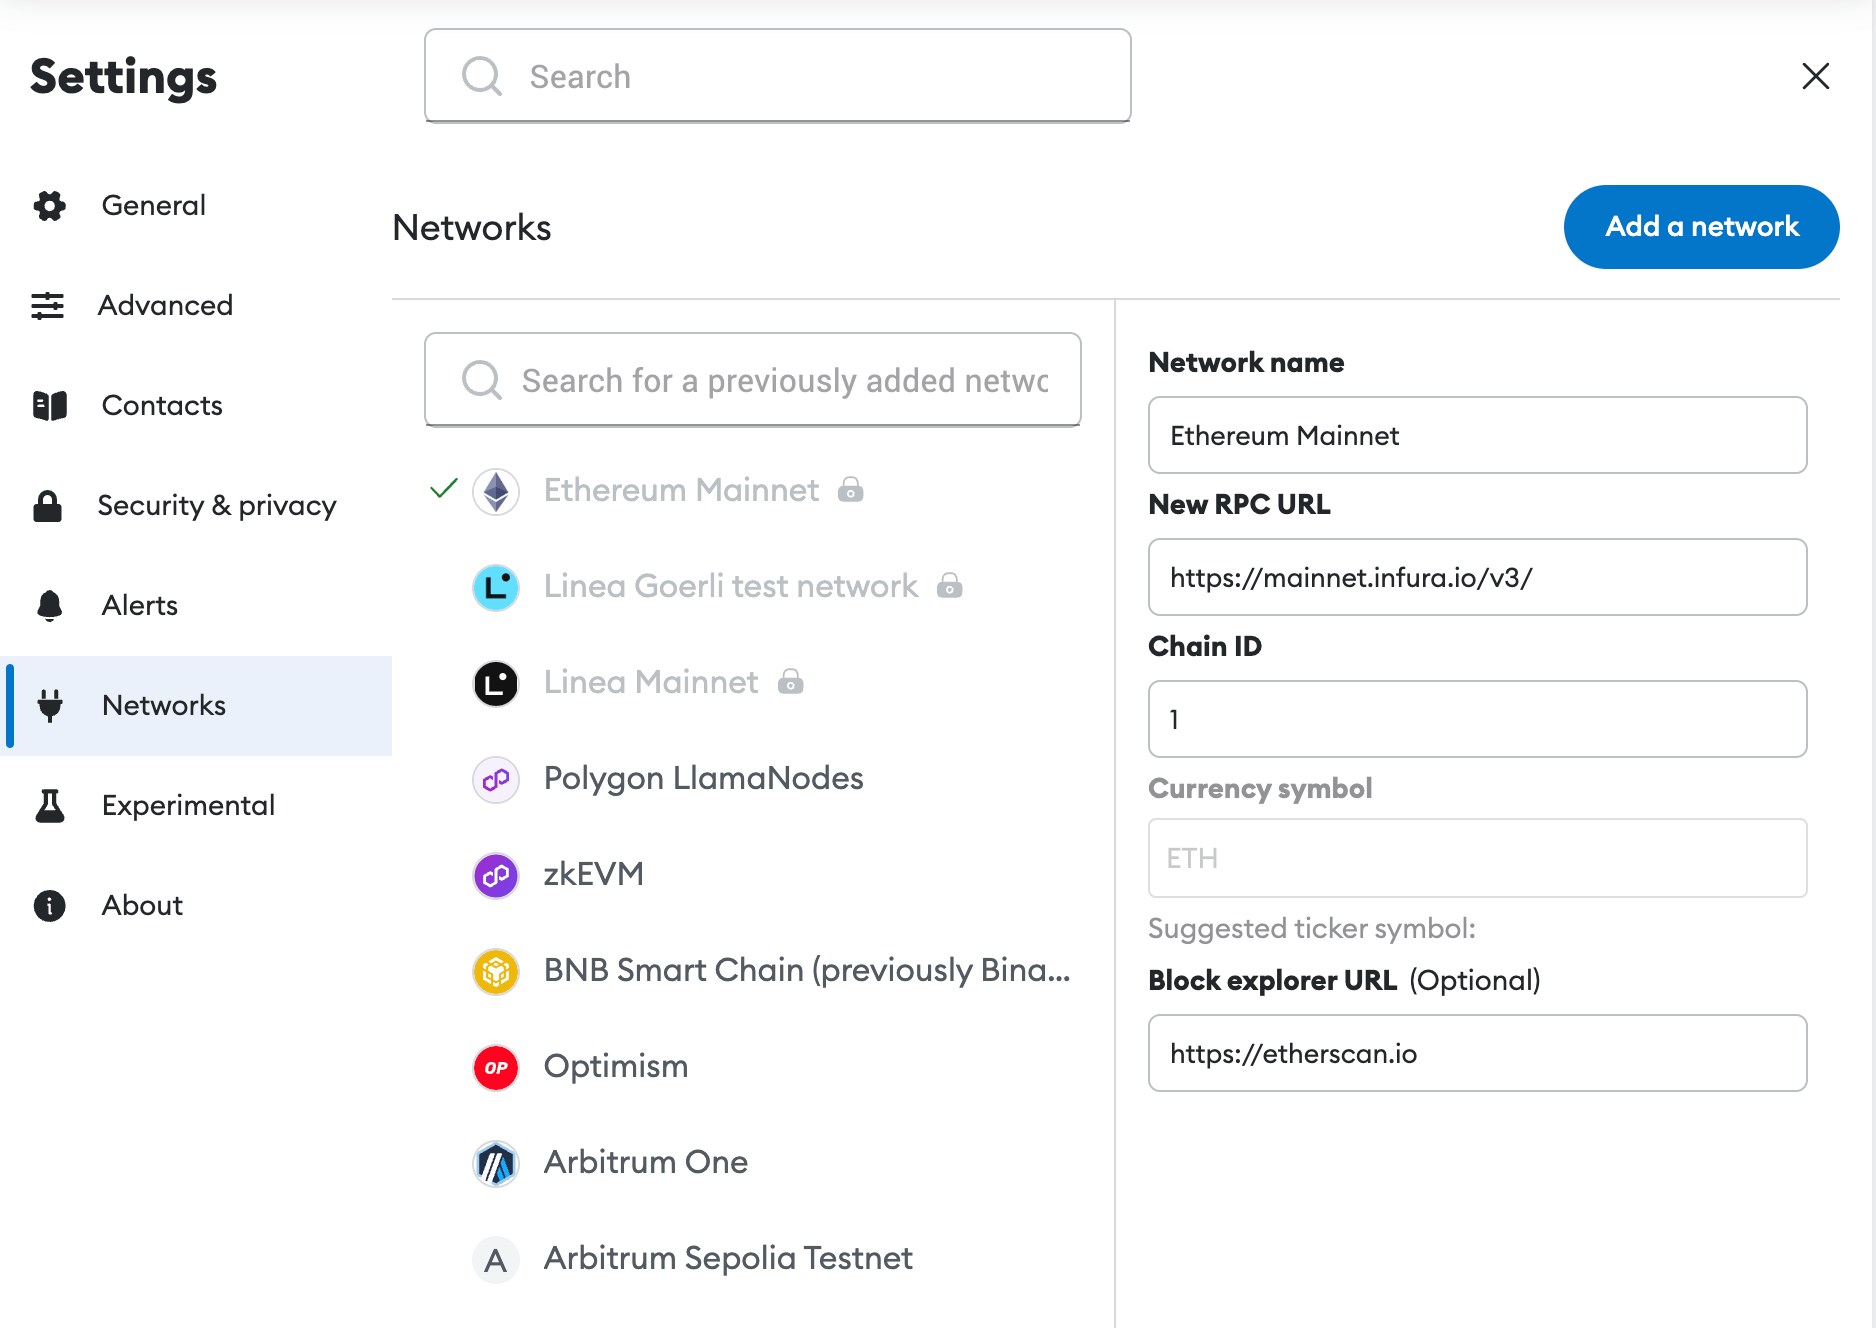 Settings
Search
General
Advanced
Contacts
Security & privacy
Alerts
Networks
Experimental
About
Networks
Add a network
Search for a previously added netwo
Ethereum Mainnet
Linea Goerli test network
Linea Mainnet
Polygon LlamaNodes
zkEVM
BNB Smart Chain (previously Bina...
OP
Optimism
Arbitrum One
A
Arbitrum Sepolia Testnet
Network name
Ethereum Mainnet
New RPC URL
https://mainnet.infura.io/v3/
Chain ID
1
Currency symbol
ETH
Suggested ticker symbol:
Block explorer URL (Optional)
https://etherscan.io